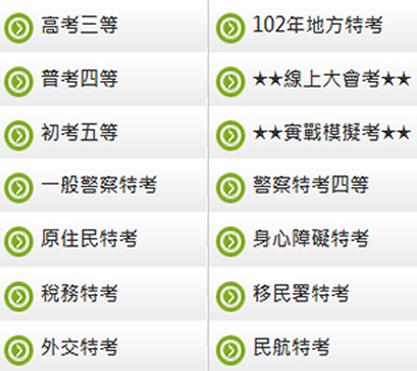 高考三等
102年地方特考
普考四等
★★線上大會考★★
初考五等
★★實戰模擬考★★
一般警察特考
警察特考四等
原住民特考
身心障礙特考
稅務特考
移民署特考
外交特考
民航特考